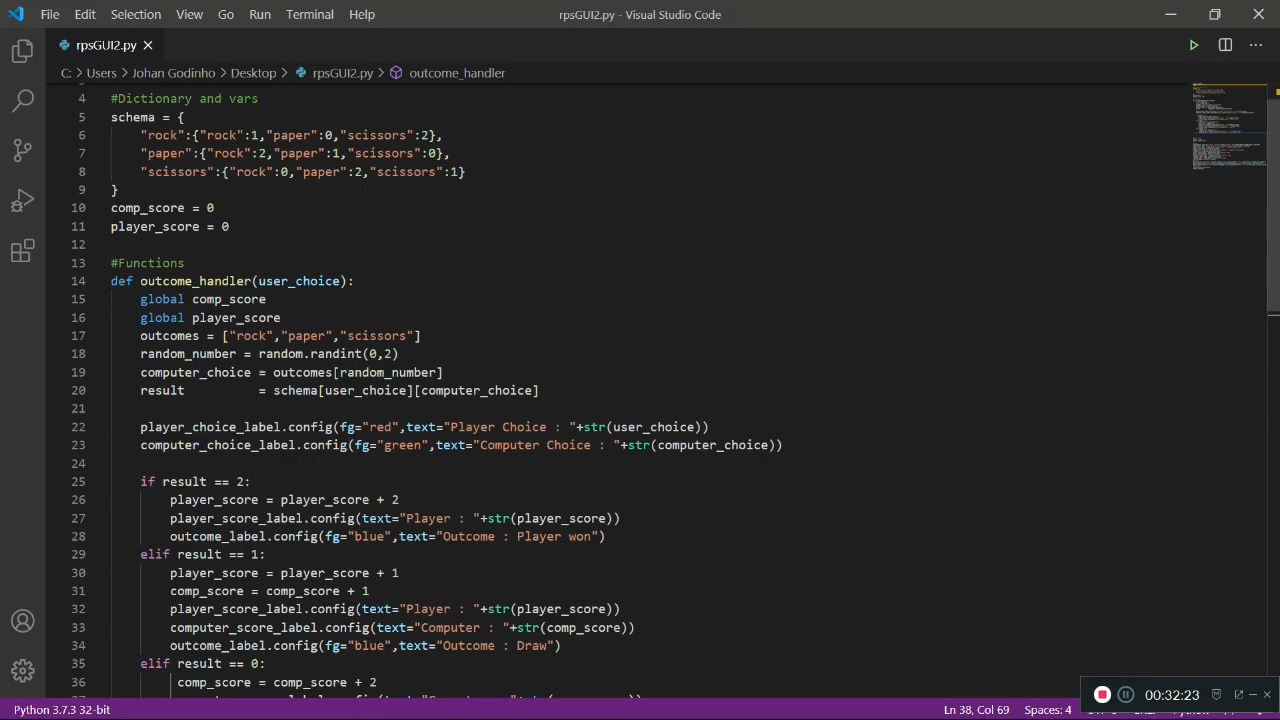 File Edit Selection View Go Run Terminal Help rpsGUI2.py - Visual Studio Code
rpsGUI2.py
C: > Users > Johan Godinho > Desktop > rpsGUI2.py > outcome_handler
4 #Dictionary and vars
5 schema = {
6 "rock":{"rock":1,"paper":0,"scissors":2},
7 "paper":{"rock":2,"paper":1,"scissors":0},
8 "scissors":{"rock":0,"paper":2,"scissors":1}
9 }
10 comp_score = 0
11 player_score = 0
12
13 #Functions
14 def outcome_handler(user_choice):
15 global comp_score
16 global player_score
17 outcomes = ["rock","paper","scissors"]
18 random_number = random.randint(0,2)
19 computer_choice = outcomes[random_number]
20 result = schema[user_choice][computer_choice]
21
22 player_choice_label.config(fg="red",text="Player Choice : "+str(user_choice))
23 computer_choice_label.config(fg="green",text="Computer Choice : "+str(computer_choice))
24
25 if result == 2:
26 player_score = player_score + 2
27 player_score_label.config(text="Player : "+str(player_score))
28 outcome_label.config(fg="blue",text="Outcome : Player won")
29 elif result == 1:
30 player_score = player_score + 1
31 comp_score = comp_score + 1
32 player_score_label.config(text="Player : "+str(player_score))
33 computer_score_label.config(text="Computer : "+str(comp_score))
34 outcome_label.config(fg="blue",text="Outcome : Draw")
35 elif result == 0:
36 comp_score = comp_score + 2
00:32:23
Python 3.7.3 32-bit Ln 38, Col 69 Spaces: 4